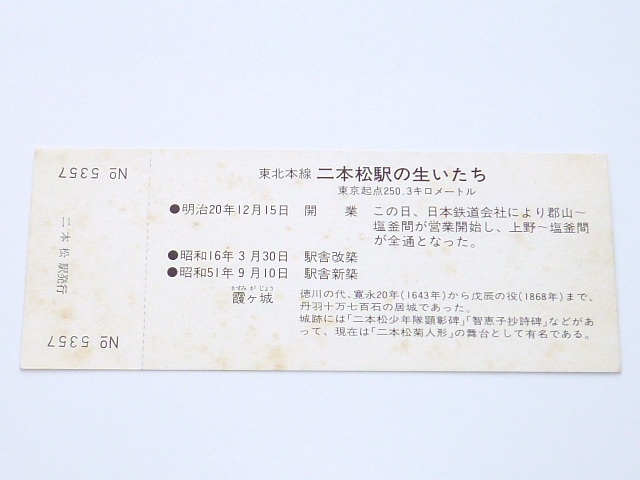 No 5357
二本松駅発行
No 5357
東北本線 二本松駅の生いたち
東京起点250.3キロメートル
●明治20年12月15日 開 業 この日、日本鉄道会社により郡山〜
塩釜間が営業開始し、上野〜塩釜間
が全通となった。
●昭和16年3月30日 駅舎改築
●昭和51年9月10日 駅舎新築
かすみ が じょう
霞ヶ城 徳川の代、寛永20年(1643年)から戊辰の役(1868年)まで、
丹羽十万七百石の居城であった。
城跡には「二本松少年隊顕彰碑」「智恵子抄詩碑」などがあ
って、現在は「二本松菊人形」の舞台として有名である。